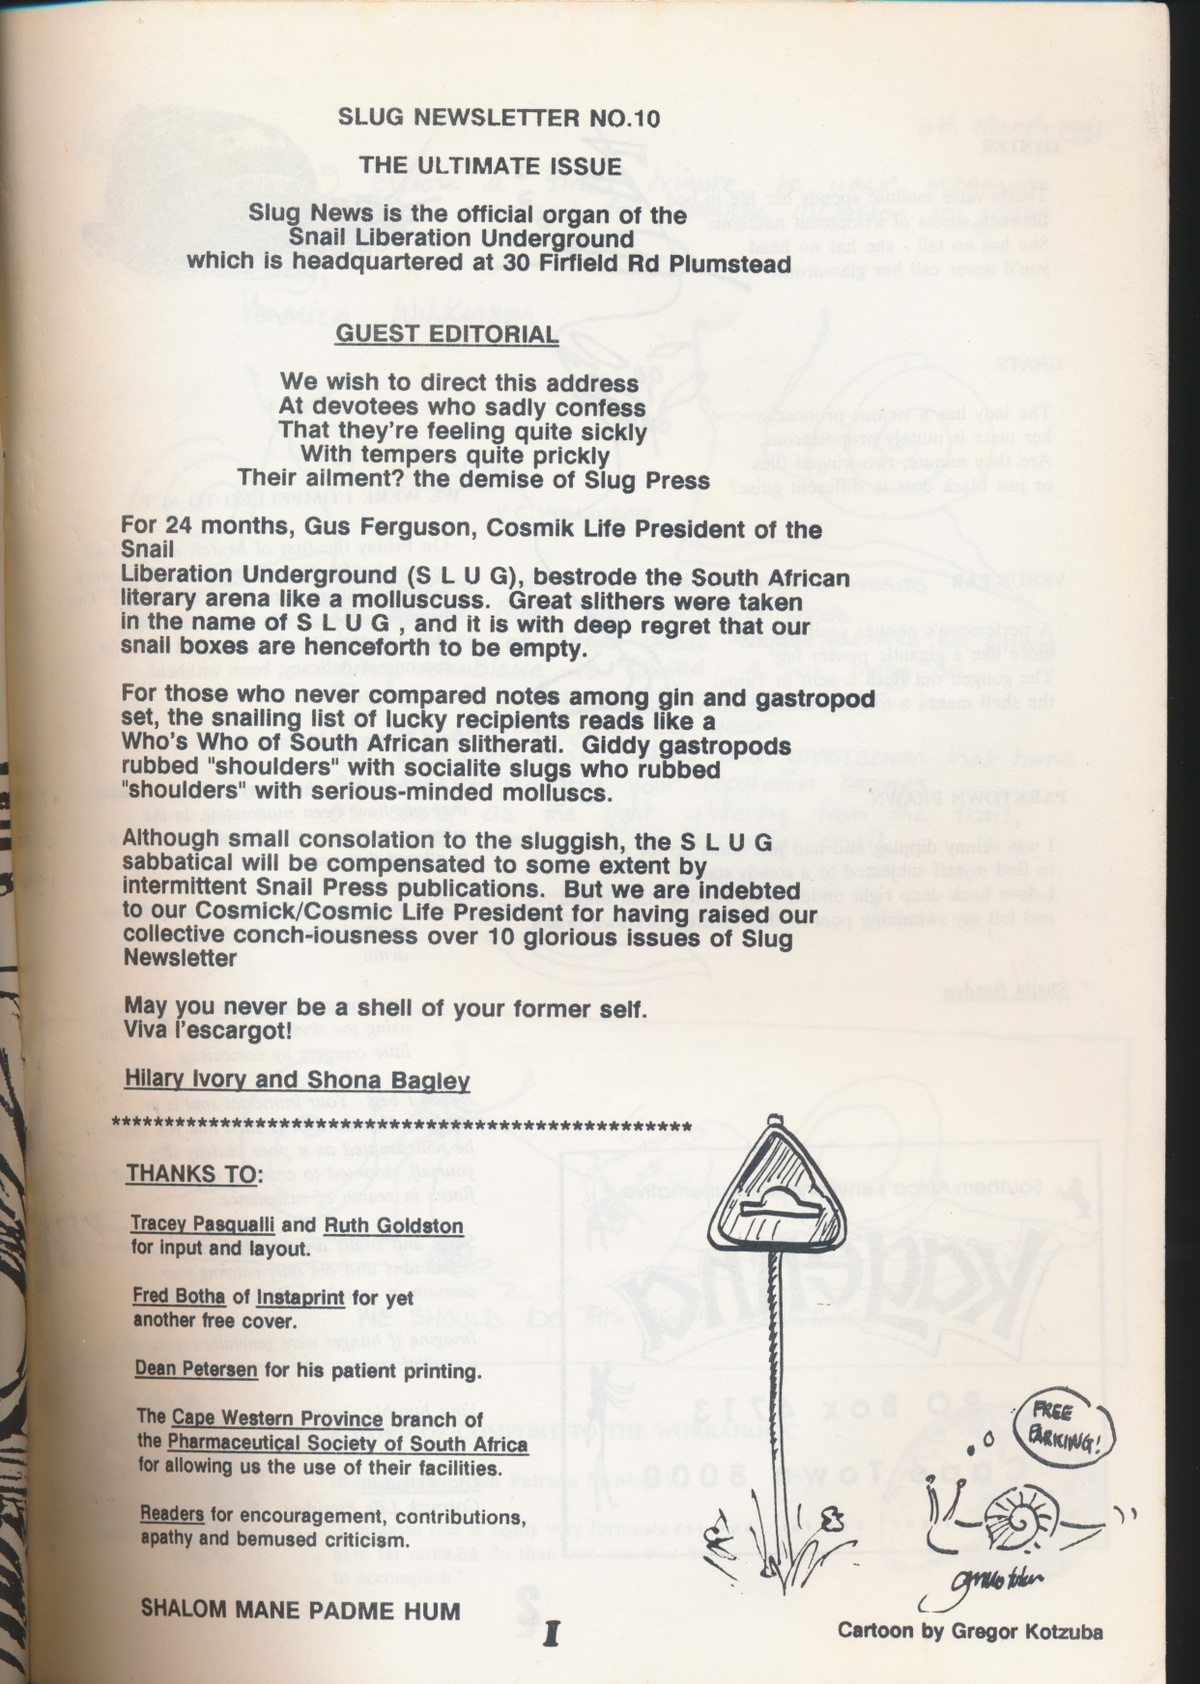 SLUG NEWSLETTER NO.10
THE ULTIMATE ISSUE
Slug News is the official organ of the
Snail Liberation Underground
which is headquartered at 30 Firfield Rd Plumstead
GUEST EDITORIAL
We wish to direct this address
At devotees who sadly confess
That they're feeling quite sickly
With tempers quite prickly
Their ailment? the demise of Slug Press
For 24 months, Gus Ferguson, Cosmik Life President of the
Snail
Liberation Underground (S L U G), bestrode the South African
literary arena like a molluscuss. Great slithers were taken
in the name of S L U G , and it is with deep regret that our
snail boxes are henceforth to be empty.
For those who never compared notes among gin and gastropod
set, the snailing list of lucky recipients reads like a
Who's Who of South African slitherati. Giddy gastropods
rubbed "shoulders" with socialite slugs who rubbed
"shoulders" with serious-minded molluscs.
Although small consolation to the sluggish, the S L U G
sabbatical will be compensated to some extent by
intermittent Snail Press publications. But we are indebted
to our Cosmick/Cosmic Life President for having raised our
collective conch-iousness over 10 glorious issues of Slug
Newsletter
May you never be a shell of your former self.
Viva l'escargot!
Hilary Ivory and Shona Bagley
*******************************************************
THANKS TO:
Tracey Pasqualli and Ruth Goldston
for input and layout.
Fred Botha of Instaprint for yet
another free cover.
Dean Petersen for his patient printing.
The Cape Western Province branch of
the Pharmaceutical Society of South Africa
for allowing us the use of their facilities.
Readers for encouragement, contributions,
apathy and bemused criticism.
SHALOM MANE PADME HUM
FREE
PARKING!
Cartoon by Gregor Kotzuba
I